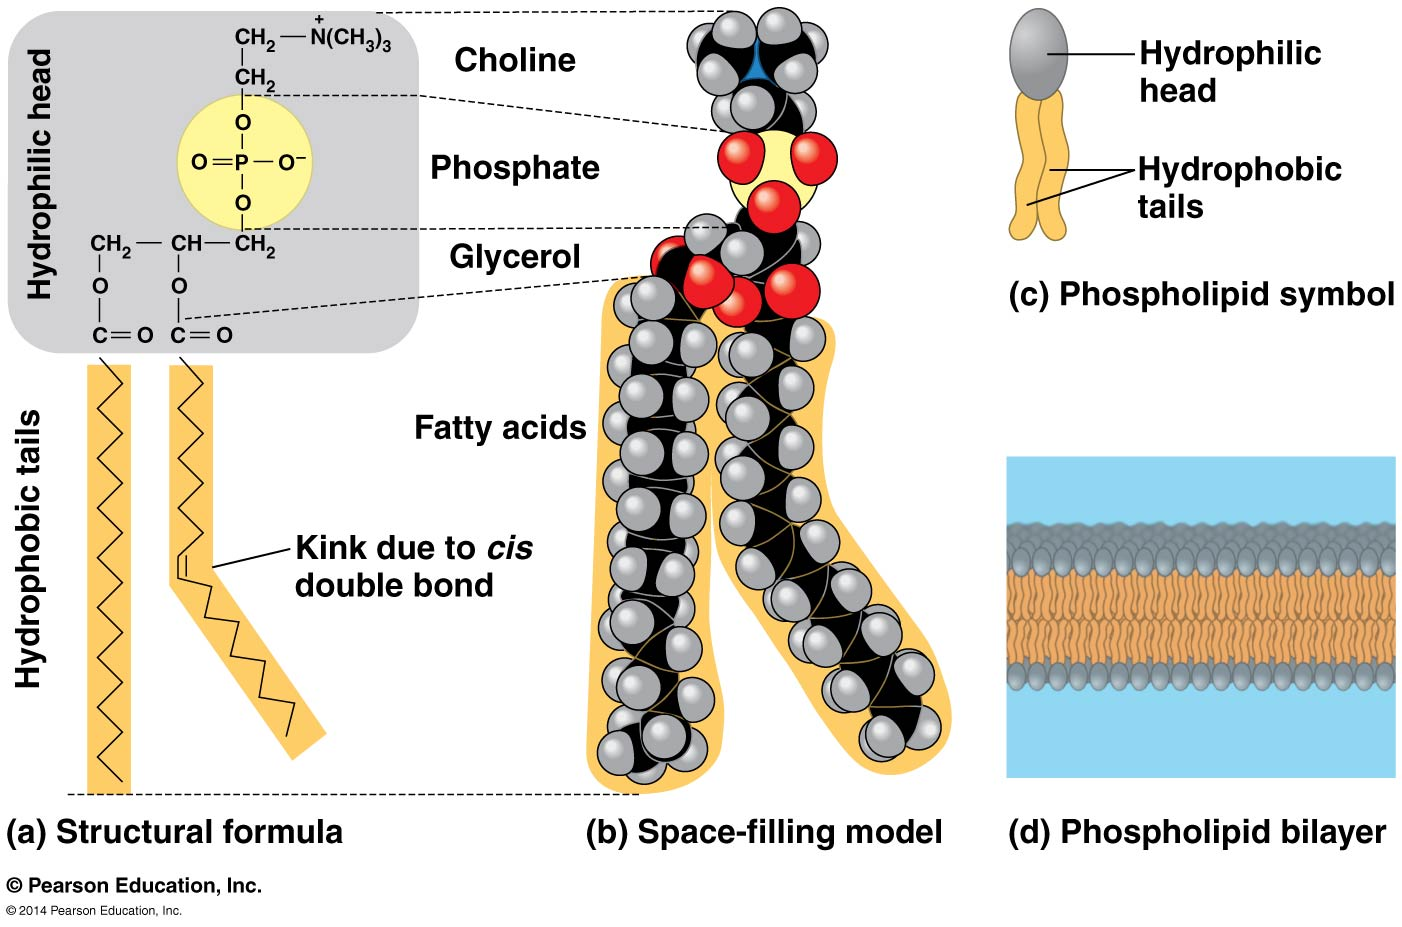 Hydrophilic head
CH₂—N⁺(CH₃)₃
CH₂
O
O=P—O⁻
O
CH₂—CH—CH₂
O O
C=O C=O
Hydrophobic tails
Kink due to cis
double bond
(a) Structural formula
Choline
Phosphate
Glycerol
Fatty acids
(b) Space-filling model
Hydrophilic
head
Hydrophobic
tails
(c) Phospholipid symbol
(d) Phospholipid bilayer
© Pearson Education, Inc.
© 2014 Pearson Education, Inc.